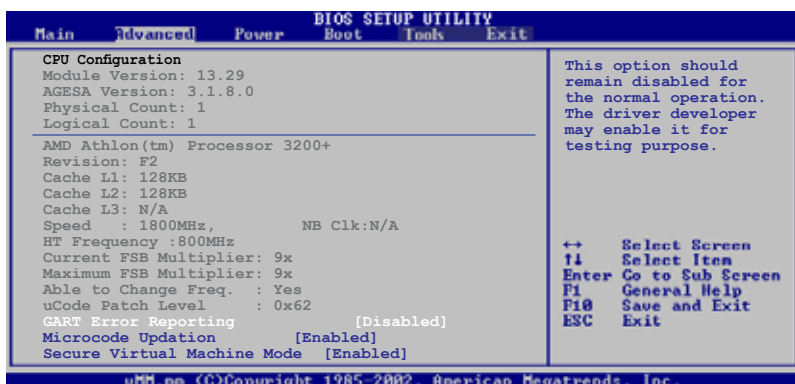 BIOS SETUP UTILITY
Main Advanced Power Boot Tools Exit
CPU Configuration
Module Version: 13.29
AGESA Version: 3.1.8.0
Physical Count: 1
Logical Count: 1
AMD Athlon(tm) Processor 3200+
Revision: F2
Cache L1: 128KB
Cache L2: 128KB
Cache L3: N/A
Speed : 1800MHz, NB Clk:N/A
HT Frequency :800MHz
Current FSB Multiplier: 9x
Maximum FSB Multiplier: 9x
Able to Change Freq. : Yes
uCode Patch Level : 0x62
GART Error Reporting [Disabled]
Microcode Updation [Enabled]
Secure Virtual Machine Mode [Enabled]
This option should
remain disabled for
the normal operation.
The driver developer
may enable it for
testing purpose.
↔ Select Screen
↑↓ Select Item
Enter Go to Sub Screen
F1 General Help
F10 Save and Exit
ESC Exit
(C)Copyright 1985-2002, American Megatrends, Inc.